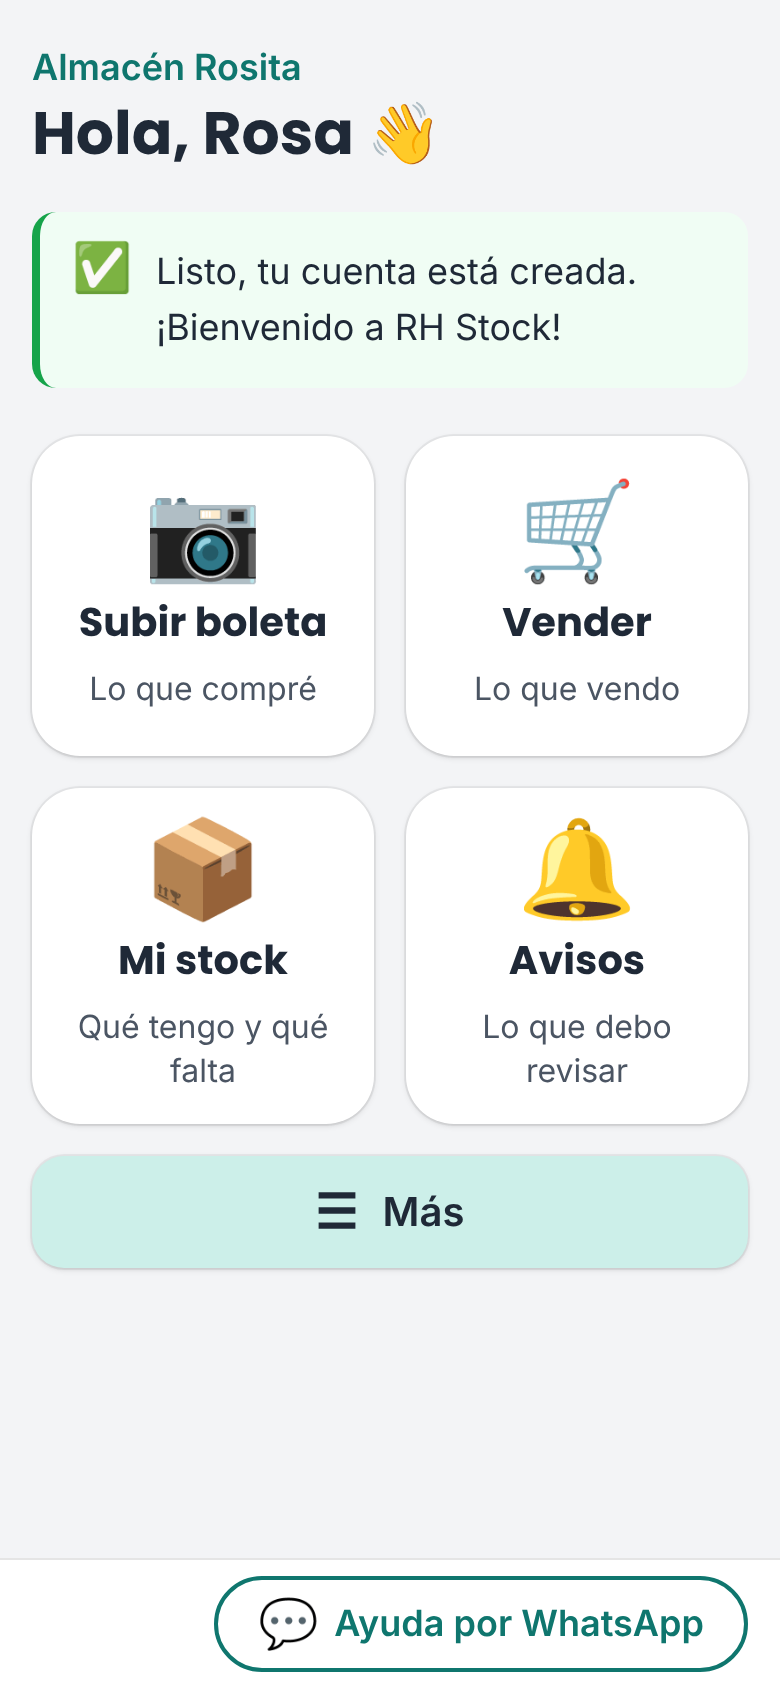 Almacén Rosita
Hola, Rosa 👋
Listo, tu cuenta está creada.
¡Bienvenido a RH Stock!
Subir boleta
Lo que compré
Vender
Lo que vendo
Mi stock
Qué tengo y qué
falta
Avisos
Lo que debo
revisar
☰ Más
Ayuda por WhatsApp